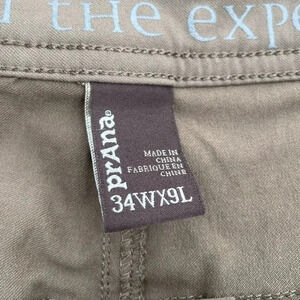 the expe
prAna®
MADE IN
CHINA
FABRIQUE EN
CHINE
34WX9L